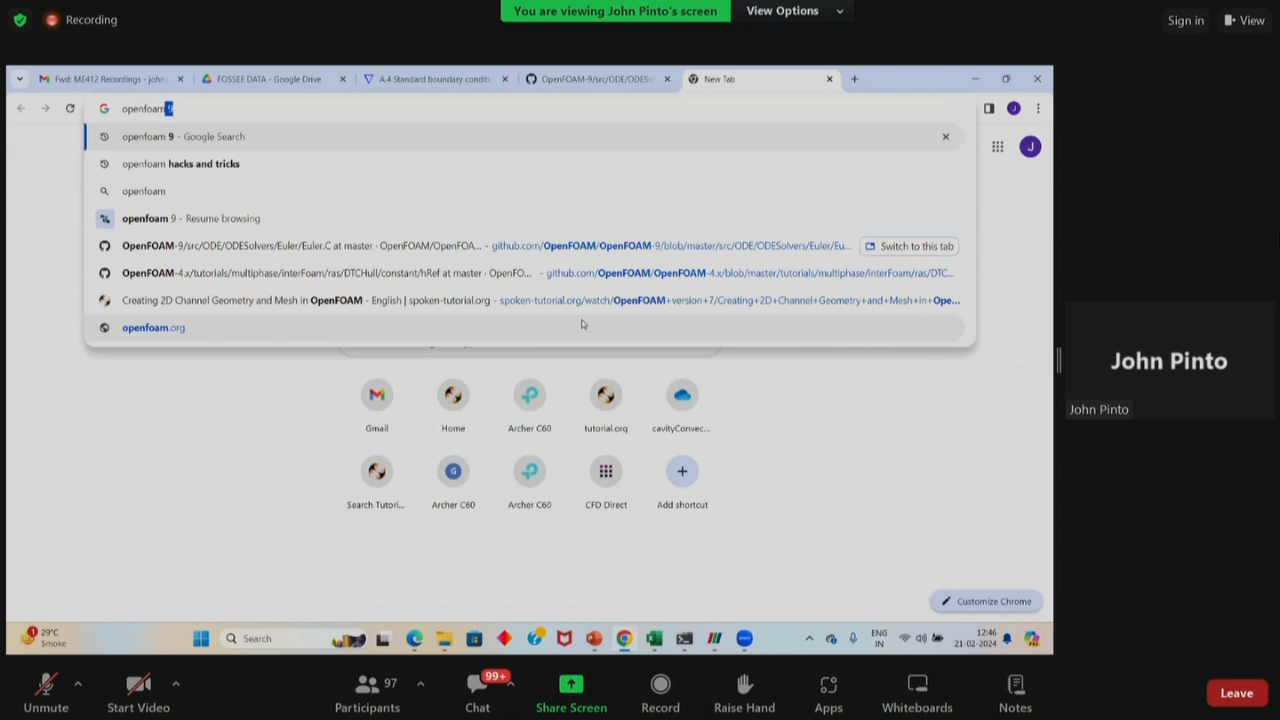 Recording
You are viewing John Pinto's screen
View Options
Sign in
View
Fwd: ME412 Recordings - john
FOSSEE DATA - Google Drive
A.4 Standard boundary conditi
OpenFOAM-9/src/ODE/ODESc
New Tab
openfoam 9
openfoam 9 - Google Search
openfoam hacks and tricks
openfoam
openfoam 9 - Resume browsing
OpenFOAM-9/src/ODE/ODESolvers/Euler/Euler.C at master · OpenFOAM/OpenFOA... - github.com/OpenFOAM/OpenFOAM-9/blob/master/src/ODE/ODESolvers/Euler/Eu...
Switch to this tab
OpenFOAM-4.x/tutorials/multiphase/interFoam/ras/DTCHull/constant/hRef at master · OpenFO... - github.com/OpenFOAM/OpenFOAM-4.x/blob/master/tutorials/multiphase/interFoam/ras/DTC...
Creating 2D Channel Geometry and Mesh in OpenFOAM - English | spoken-tutorial.org - spoken-tutorial.org/watch/OpenFOAM+version+7/Creating+2D+Channel+Geometry+and+Mesh+in+Ope...
openfoam.org
J
J
Gmail
Home
Archer C60
tutorial.org
cavityConvec...
G
Search Tutori...
Archer C60
Archer C60
CFD Direct
Add shortcut
Customize Chrome
John Pinto
John Pinto
1
29°C
Smoke
Search
ENG
IN
12:46
21-02-2024
Unmute
Start Video
97
Participants
99+
Chat
Share Screen
Record
Raise Hand
Apps
Whiteboards
Notes
Leave